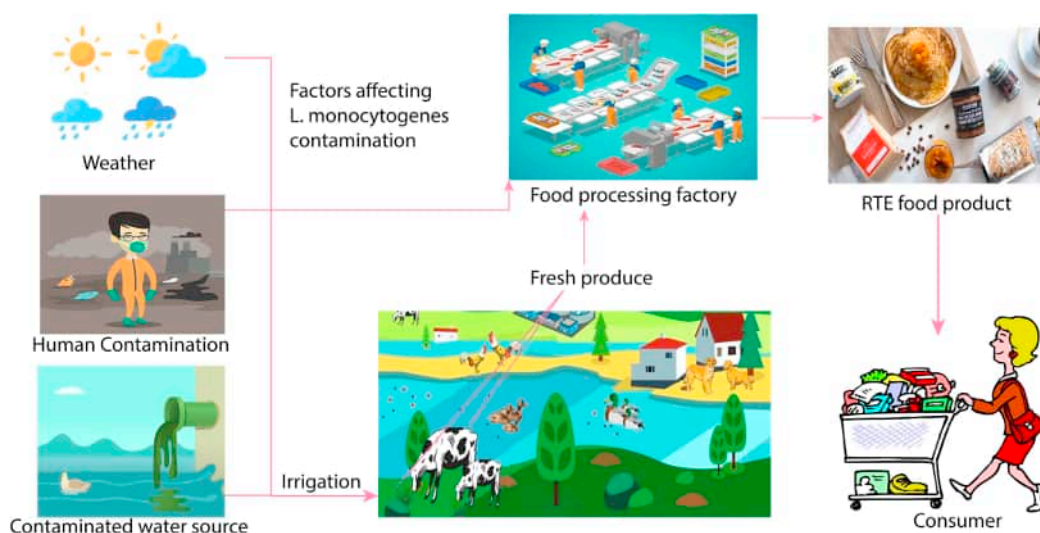 Weather
Factors affecting
L. monocytogenes
contamination
Food processing factory
RTE food product
Human Contamination
Fresh produce
Contaminated water source
Irrigation
Consumer